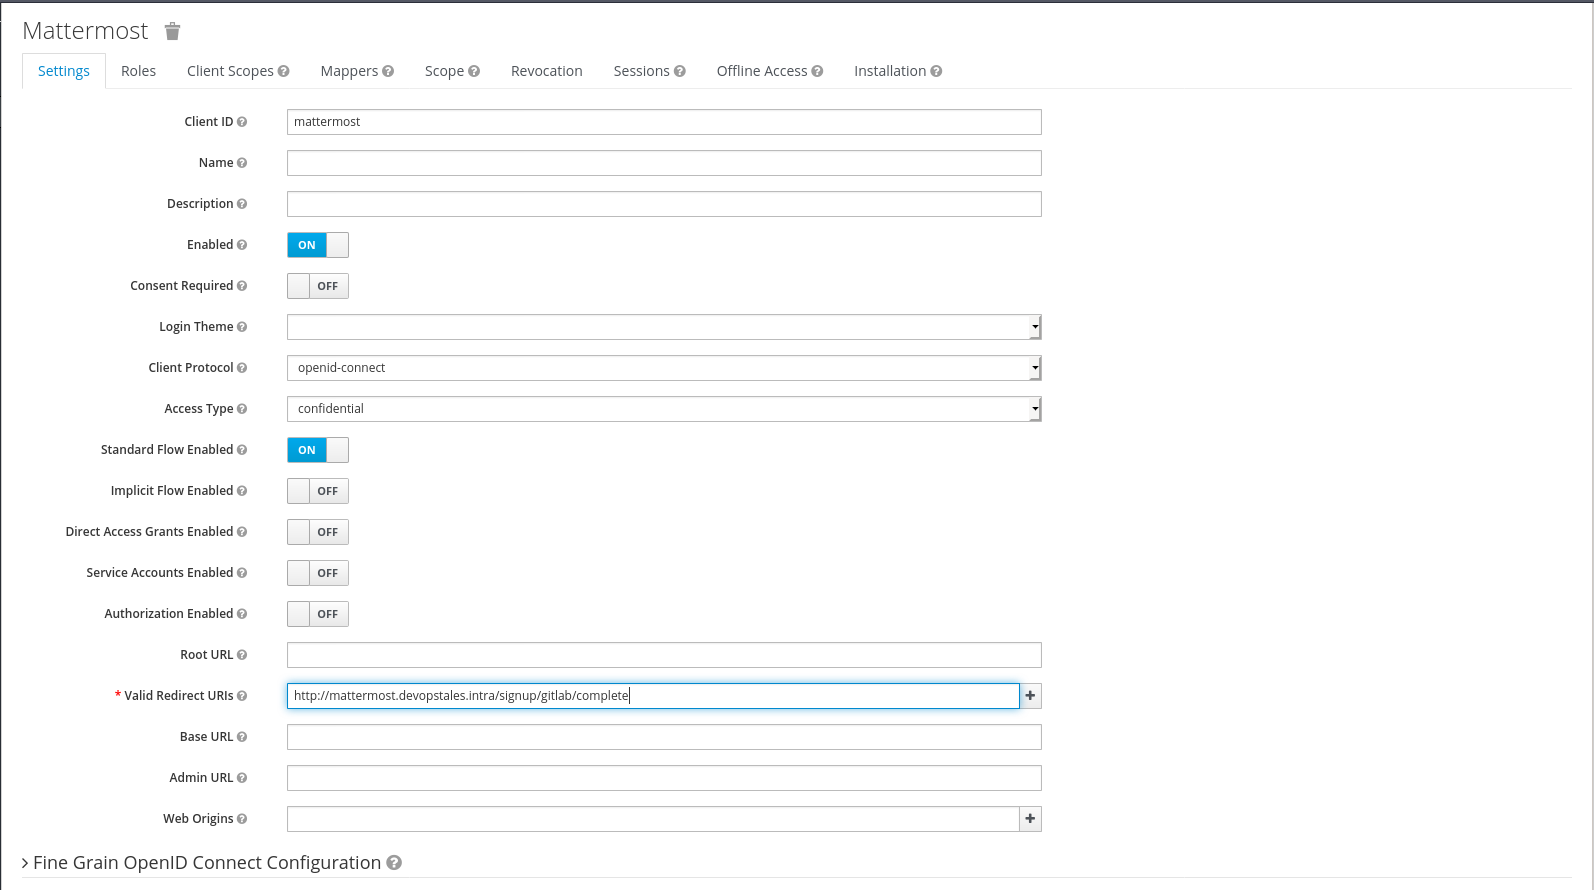 Mattermost
Settings Roles Client Scopes Mappers Scope Revocation Sessions Offline Access Installation
Client ID mattermost
Name
Description
Enabled ON
Consent Required OFF
Login Theme
Client Protocol openid-connect
Access Type confidential
Standard Flow Enabled ON
Implicit Flow Enabled OFF
Direct Access Grants Enabled OFF
Service Accounts Enabled OFF
Authorization Enabled OFF
Root URL
* Valid Redirect URIs http://mattermost.devopstales.intra/signup/gitlab/complete
Base URL
Admin URL
Web Origins
Fine Grain OpenID Connect Configuration